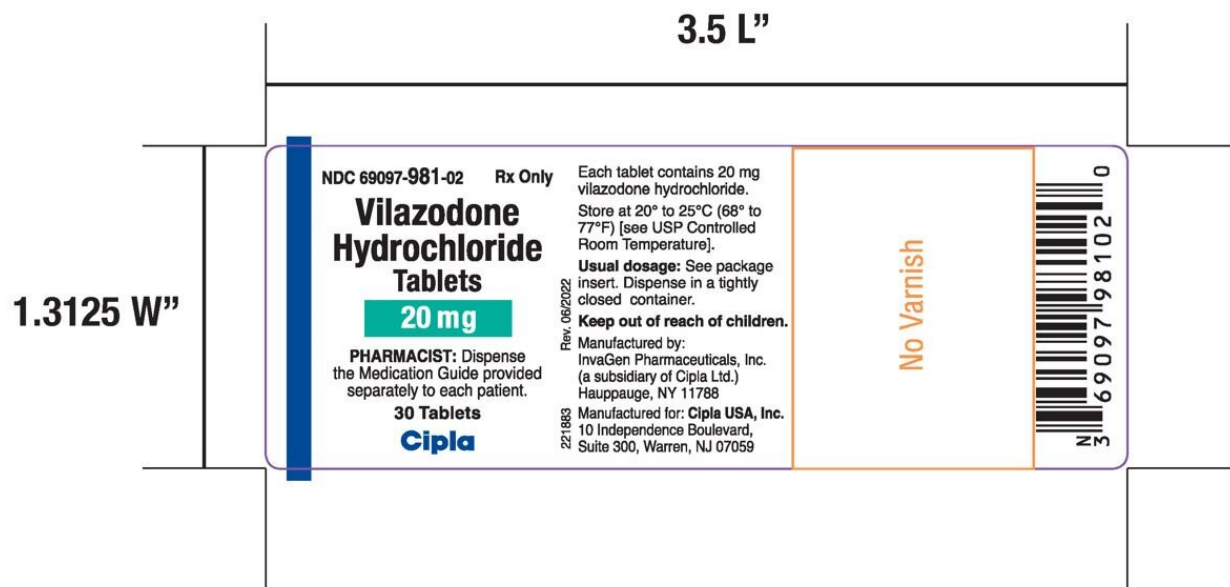 3.5 L”
1.3125 W”
NDC 69097-981-02 Rx Only
Vilazodone
Hydrochloride
Tablets
20 mg
PHARMACIST: Dispense
the Medication Guide provided
separately to each patient.
30 Tablets
Cipla
Each tablet contains 20 mg
vilazodone hydrochloride.
Store at 20° to 25°C (68° to
77°F) [see USP Controlled
Room Temperature].
Usual dosage: See package
insert. Dispense in a tightly
closed container.
Keep out of reach of children.
Manufactured by:
InvaGen Pharmaceuticals, Inc.
(a subsidiary of Cipla Ltd.)
Hauppauge, NY 11788
Manufactured for: Cipla USA, Inc.
10 Independence Boulevard,
Suite 300, Warren, NJ 07059
221883 Rev. 06/2022
No Varnish
N
3 69097 98102 0